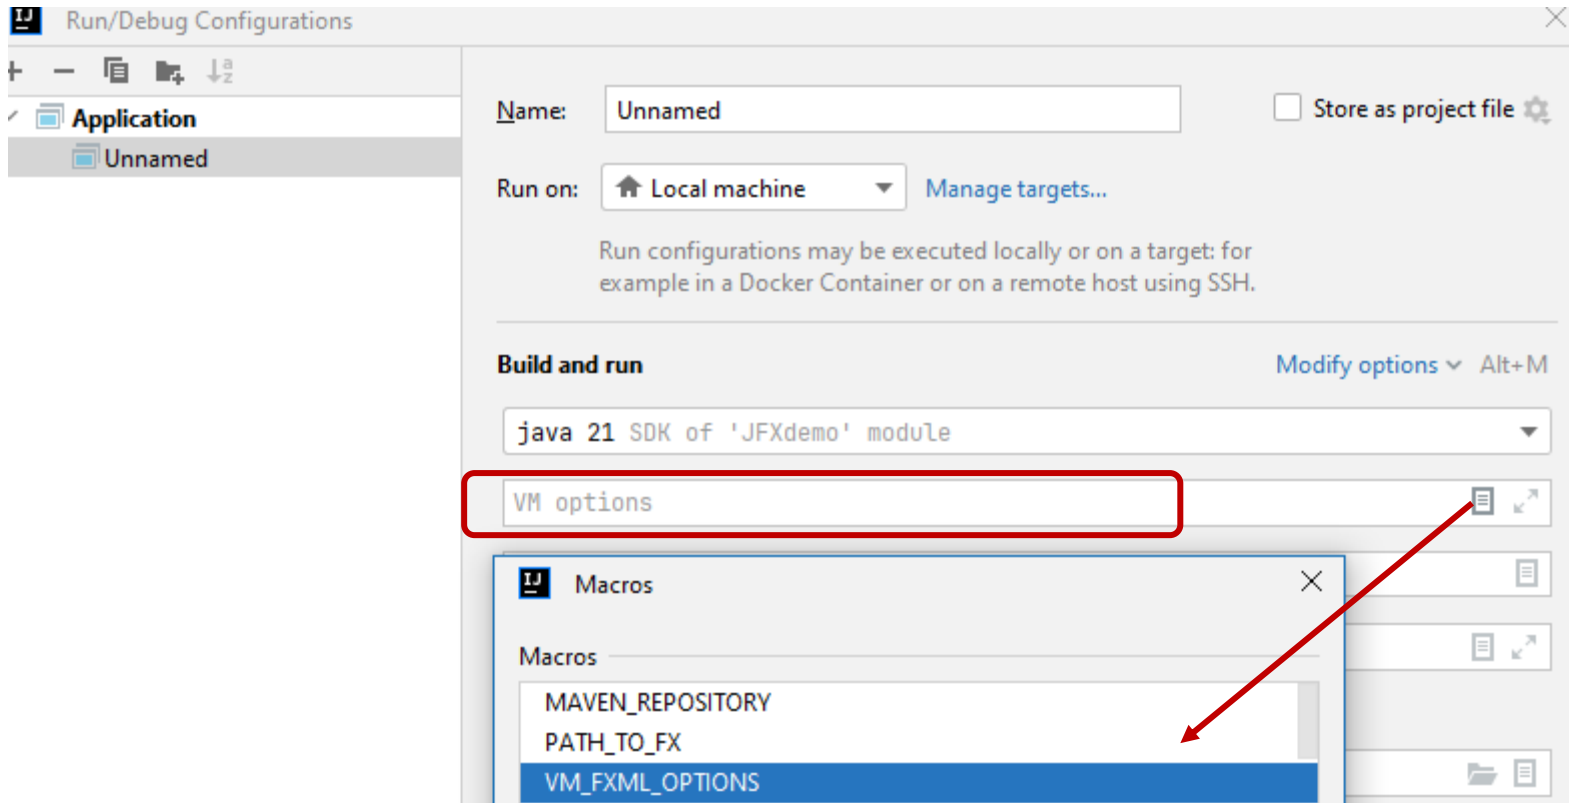 IJ Run/Debug Configurations
a
z
Application
Unnamed
Name: Unnamed Store as project file
Run on: Local machine Manage targets...
Run configurations may be executed locally or on a target: for
example in a Docker Container or on a remote host using SSH.
Build and run Modify options Alt+M
java 21 SDK of 'JFXdemo' module
VM options
IJ Macros
Macros
MAVEN_REPOSITORY
PATH_TO_FX
VM_FXML_OPTIONS